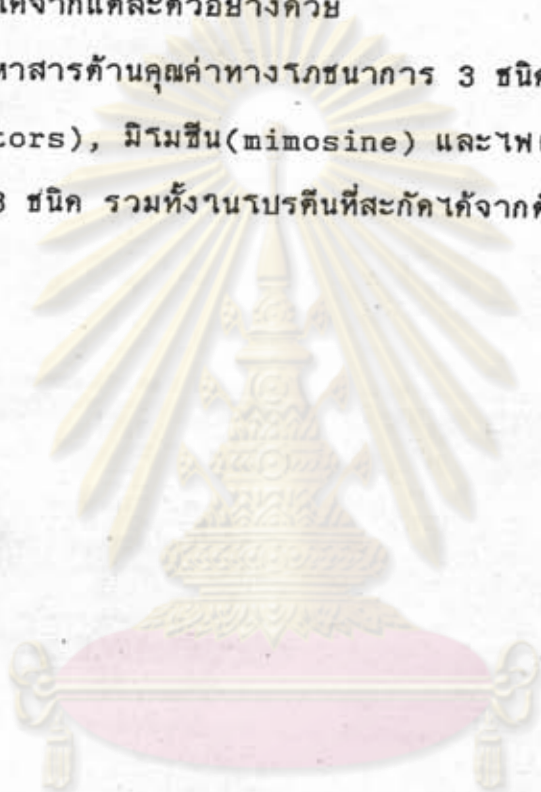 ได้จากแต่ละตัวอย่างด้วย
หาสารต้านคุณค่าทางโภชนาการ 3 ชนิด
tors), มิโมซีน(mimosine) และไฟ
3 ชนิด รวมทั้งในโปรตีนที่สะกัดได้จาก